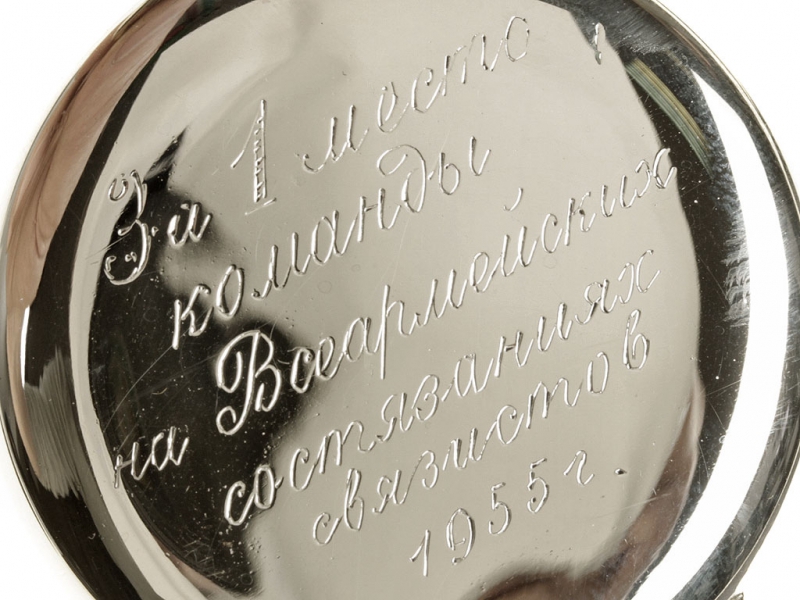 За 1 место
команды
на Всеармейских
состязаниях
связистов
1955 г.